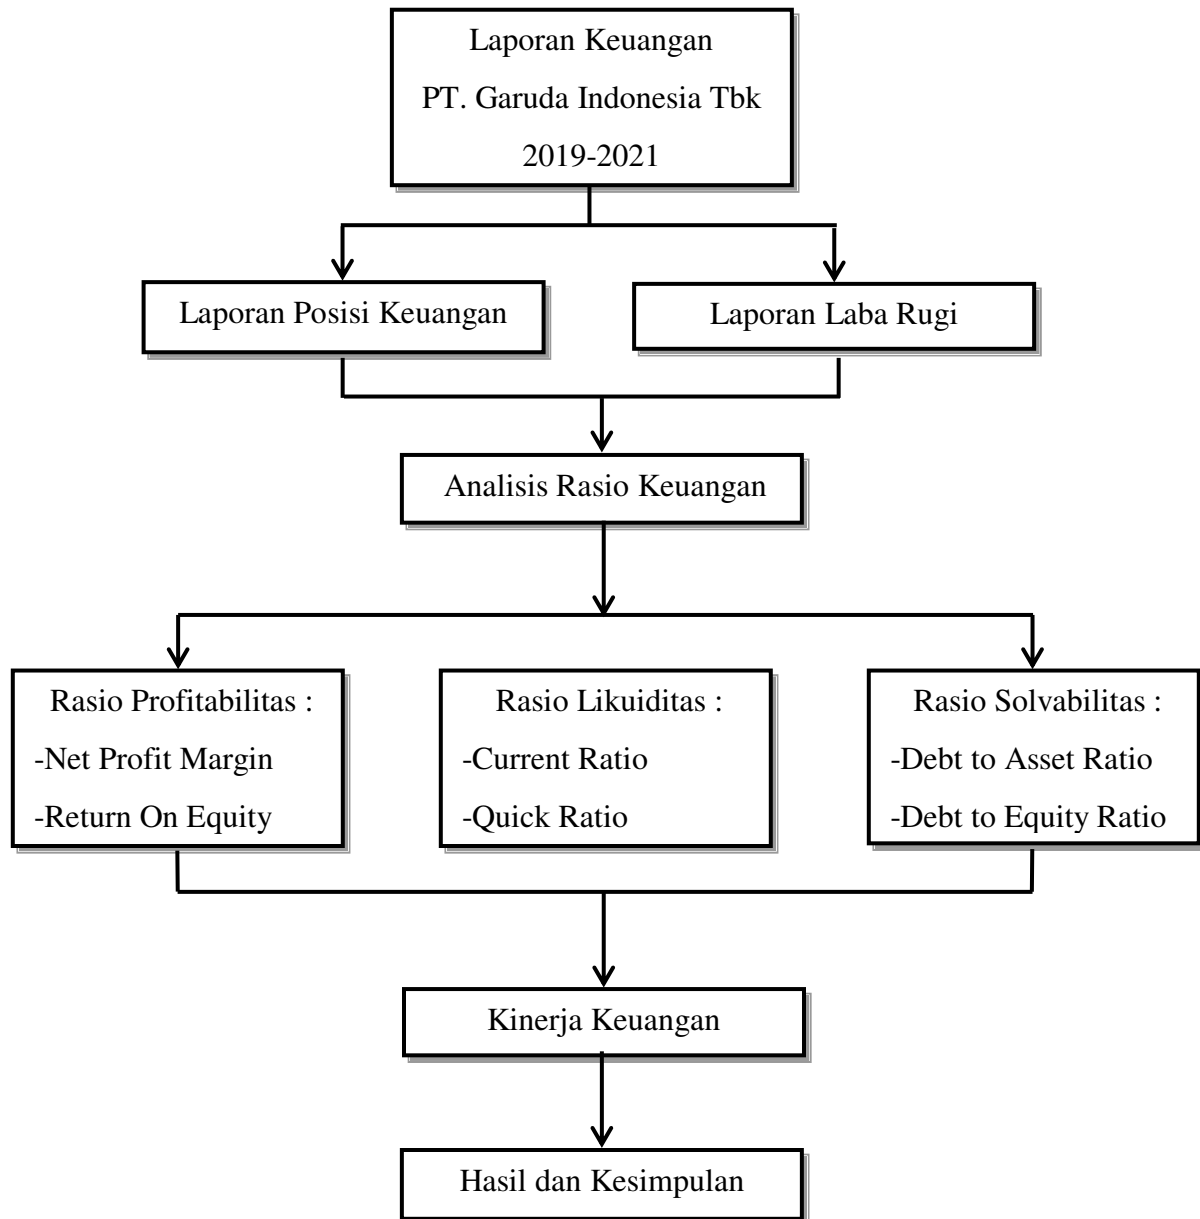 Laporan Keuangan
PT. Garuda Indonesia Tbk
2019-2021
Laporan Posisi Keuangan
Laporan Laba Rugi
Analisis Rasio Keuangan
Rasio Profitabilitas :
-Net Profit Margin
-Return On Equity
Rasio Likuiditas :
-Current Ratio
-Quick Ratio
Rasio Solvabilitas :
-Debt to Asset Ratio
-Debt to Equity Ratio
Kinerja Keuangan
Hasil dan Kesimpulan